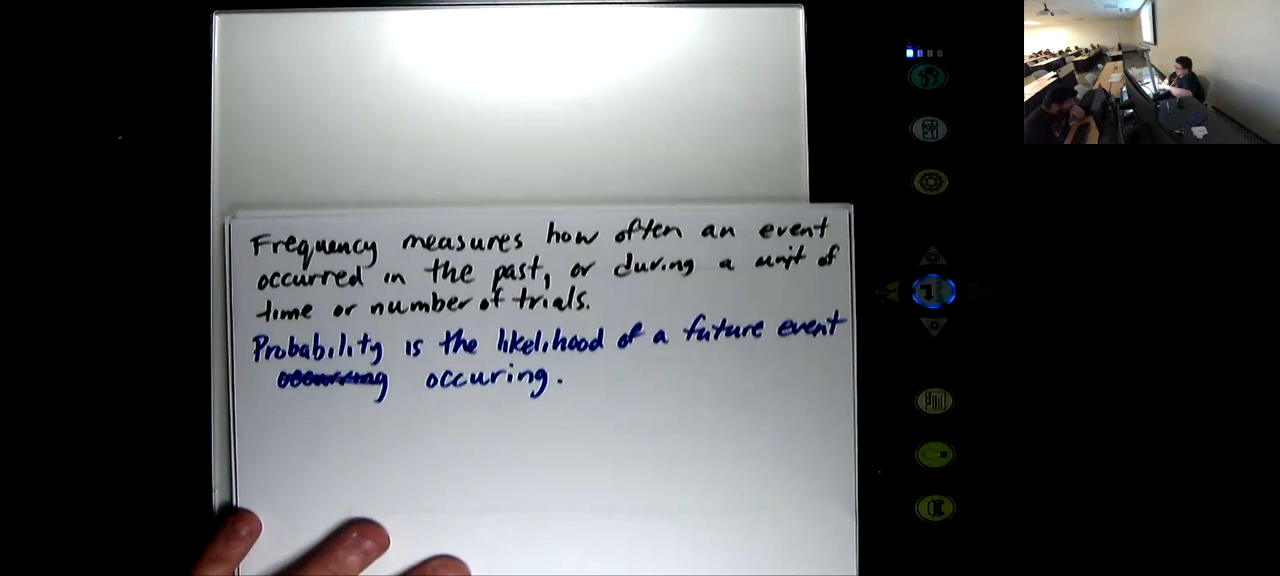 Frequency measures how often an event
occurred in the past, or during a unit of
time or number of trials.
Probability is the likelihood of a future event
occurring occuring.